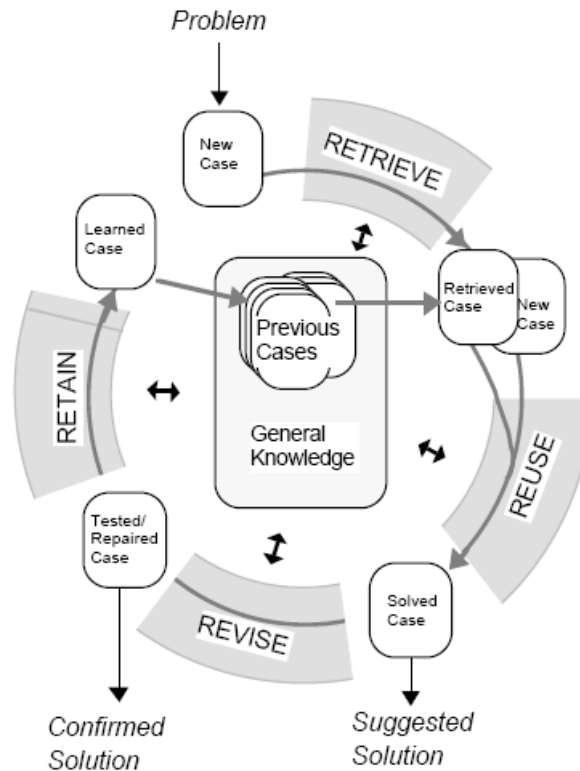 Problem
New
Case
RETRIEVE
Learned
Case
Retrieved
Case
New
Case
Previous
Cases
RETAIN
General
Knowledge
REUSE
Tested/
Repaired
Case
Solved
Case
REVISE
Confirmed
Solution
Suggested
Solution